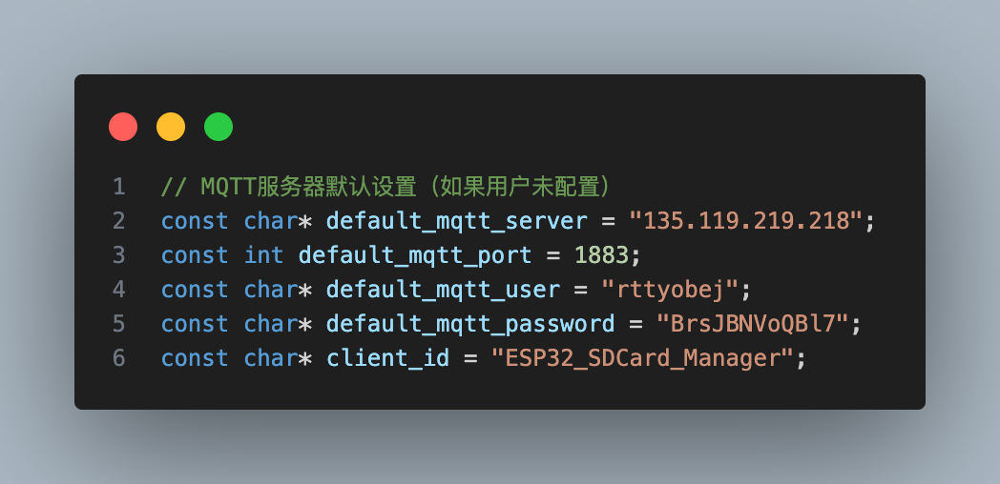 1 // MQTT服务器默认设置（如果用户未配置）
2 const char* default_mqtt_server = "135.119.219.218";
3 const int default_mqtt_port = 1883;
4 const char* default_mqtt_user = "rttyobej";
5 const char* default_mqtt_password = "BrsJBNVoQBl7";
6 const char* client_id = "ESP32_SDCard_Manager";